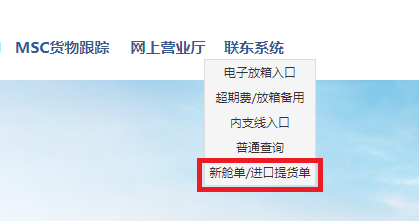 MSC货物跟踪 网上营业厅 联东系统
电子放箱入口
超期费/放箱备用
内支线入口
普通查询
新舱单/进口提货单